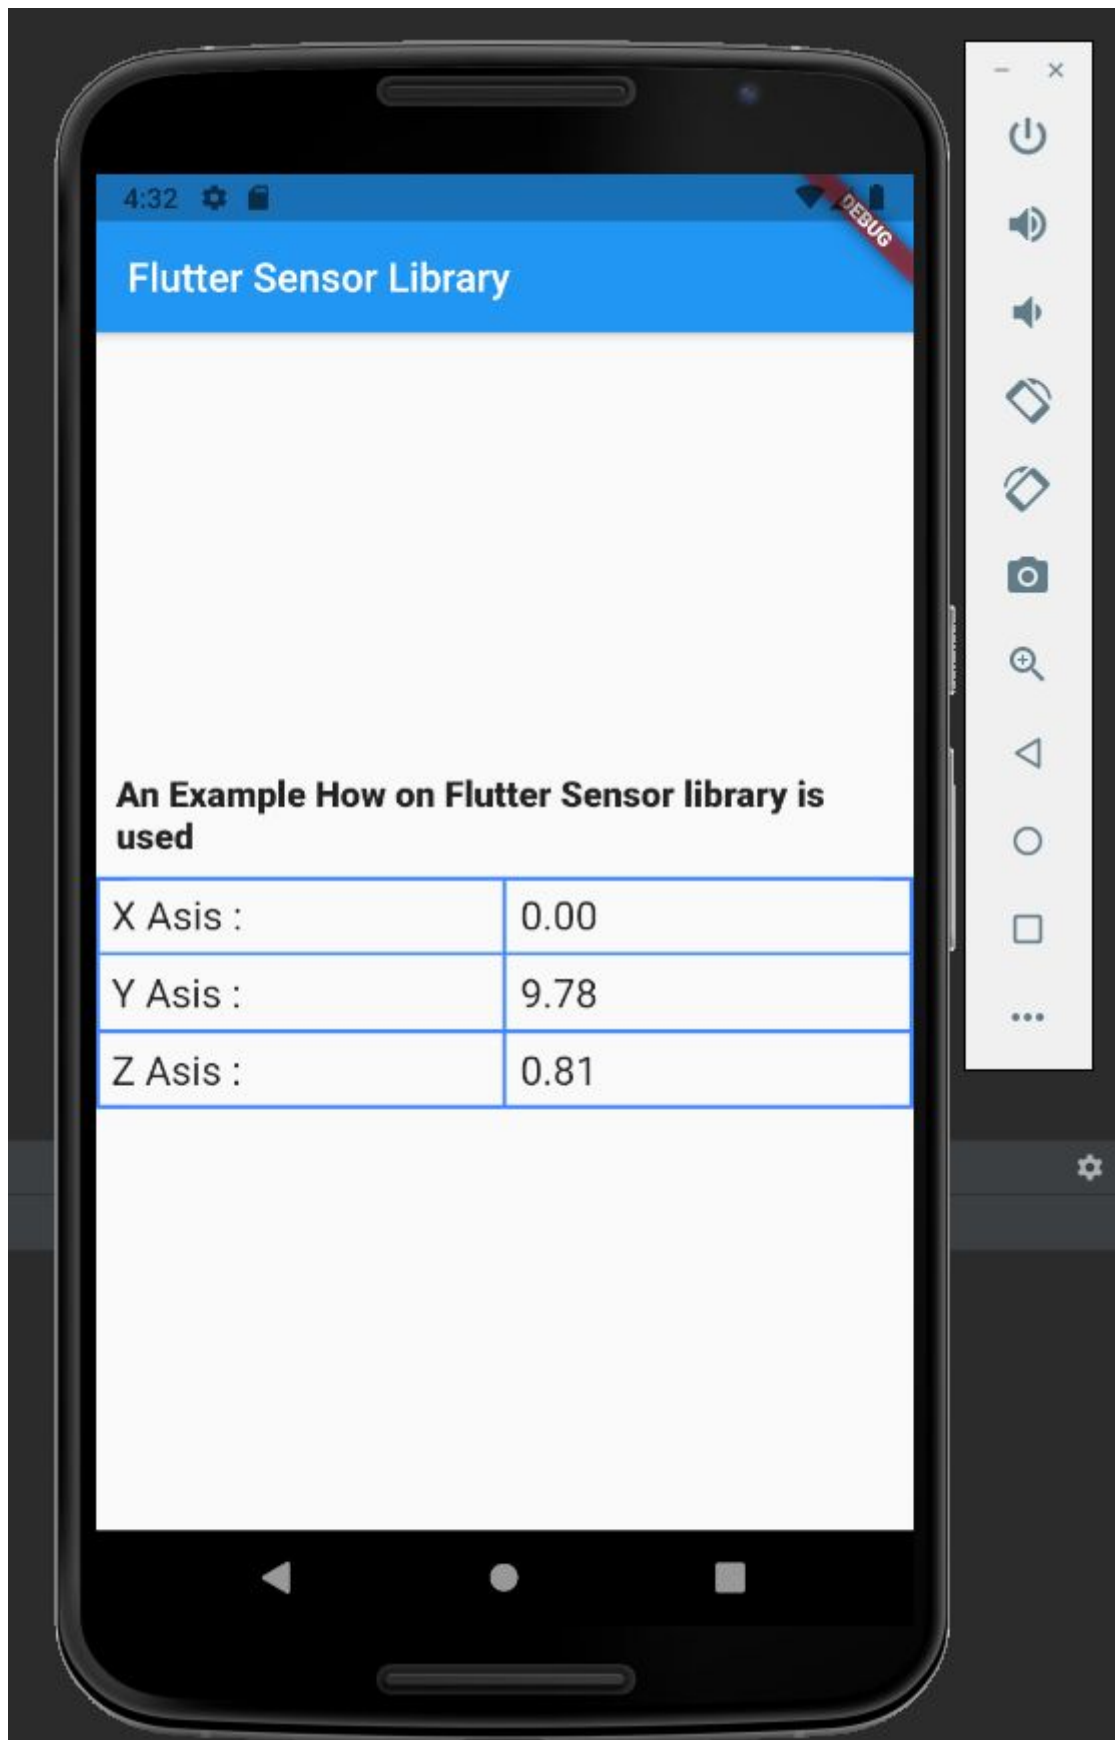 4:32
DEBUG
Flutter Sensor Library
An Example How on Flutter Sensor library is
used
X Asis : 0.00
Y Asis : 9.78
Z Asis : 0.81